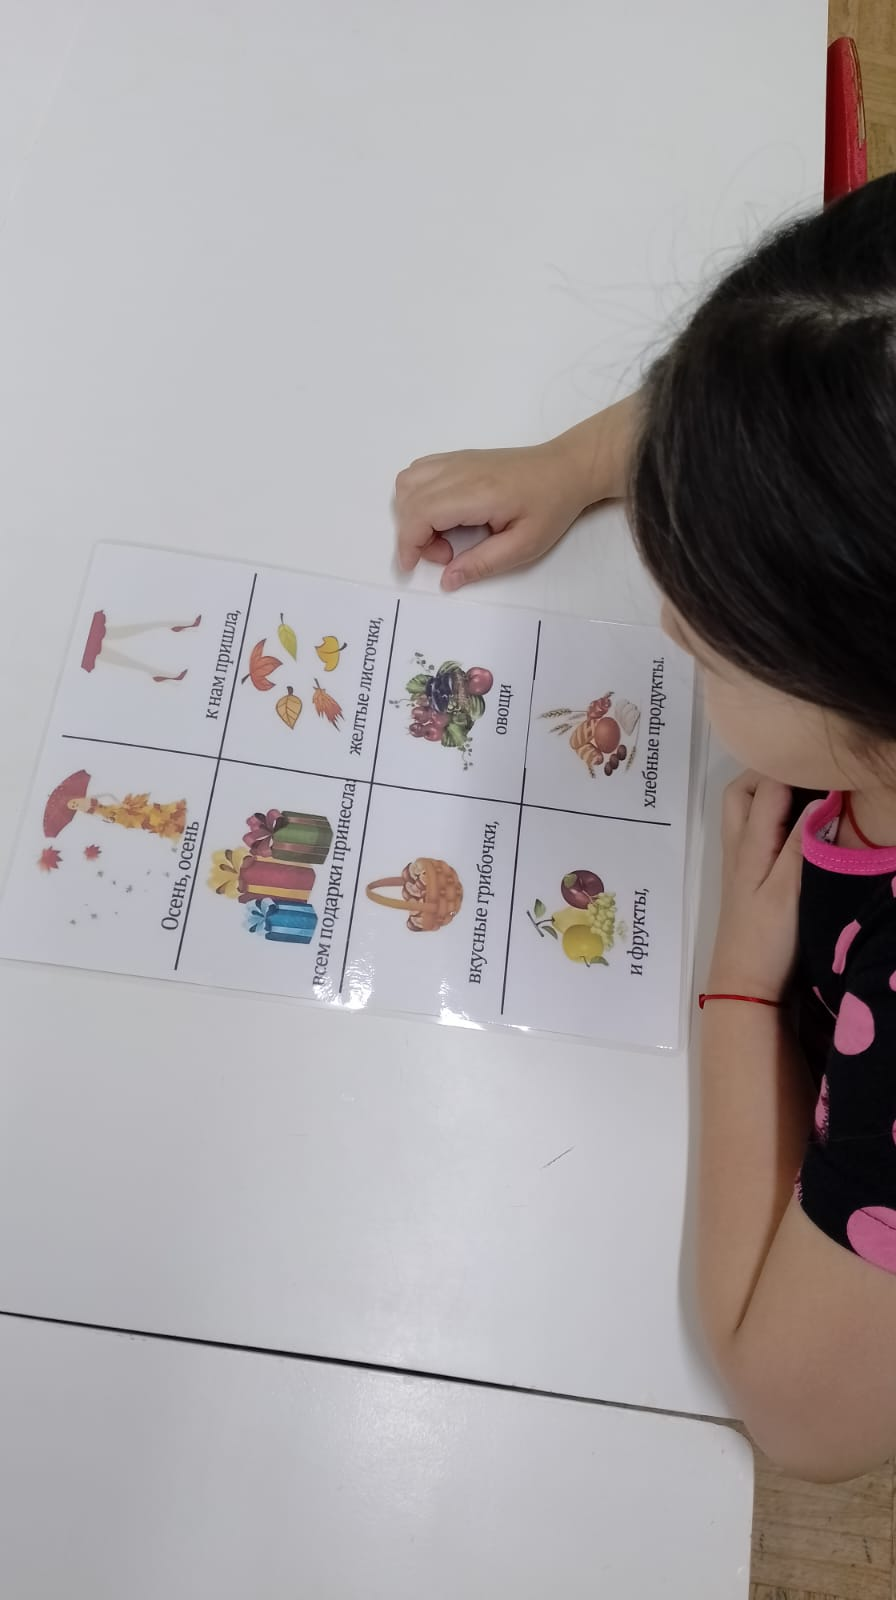 Осень, осень
к нам пришла,
всем подарки принесла:
желтые листочки,
вкусные грибочки,
овощи
и фрукты,
хлебные продукты.